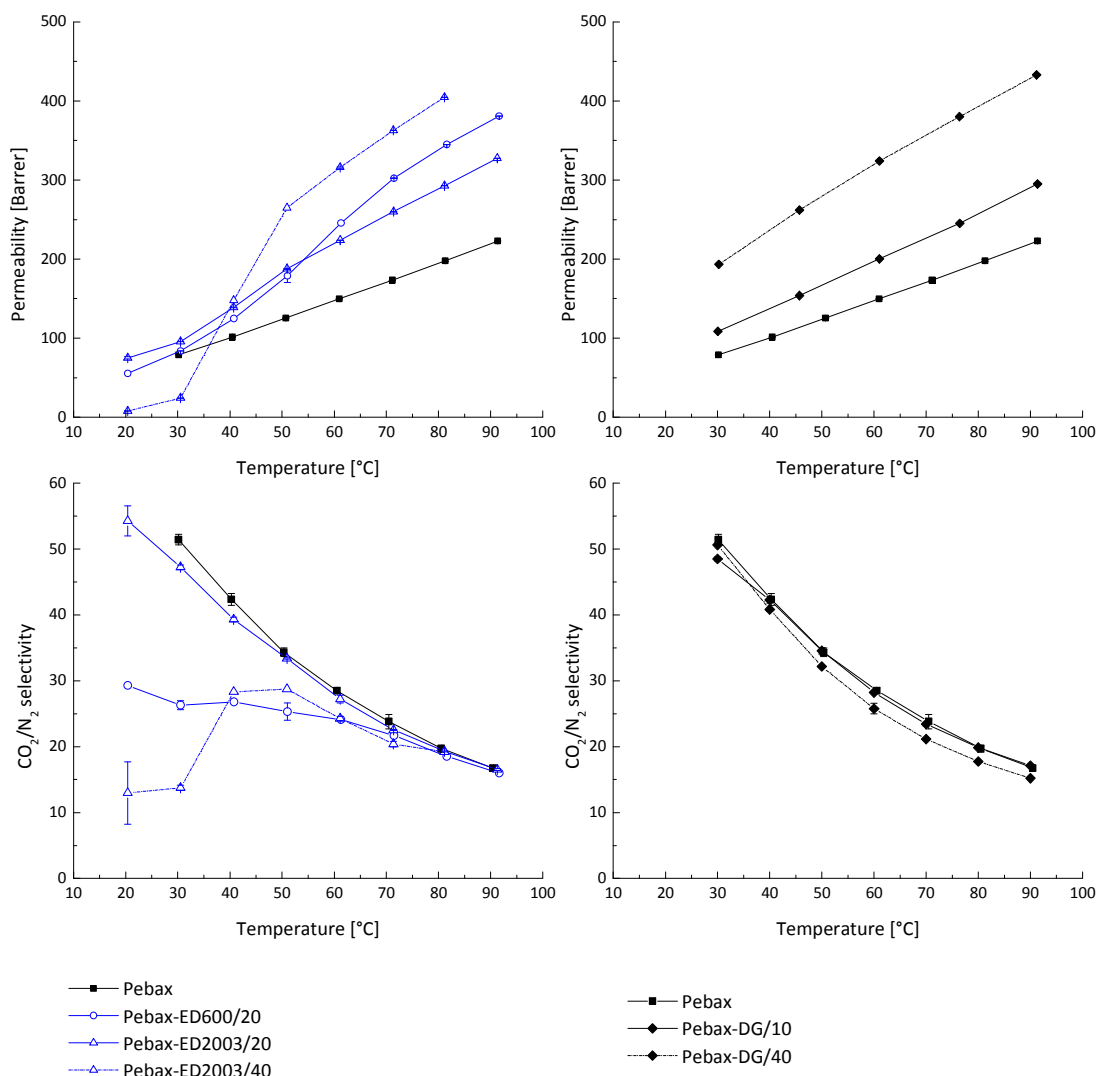 500
400
300
200
100
0
Permeability [Barrer]
10 20 30 40 50 60 70 80 90 100
Temperature [°C]
500
400
300
200
100
0
Permeability [Barrer]
10 20 30 40 50 60 70 80 90 100
Temperature [°C]
60
50
40
30
20
10
0
CO₂/N₂ selectivity
10 20 30 40 50 60 70 80 90 100
Temperature [°C]
60
50
40
30
20
10
0
CO₂/N₂ selectivity
10 20 30 40 50 60 70 80 90 100
Temperature [°C]
Pebax
Pebax-ED600/20
Pebax-ED2003/20
Pebax-ED2003/40
Pebax
Pebax-DG/10
Pebax-DG/40